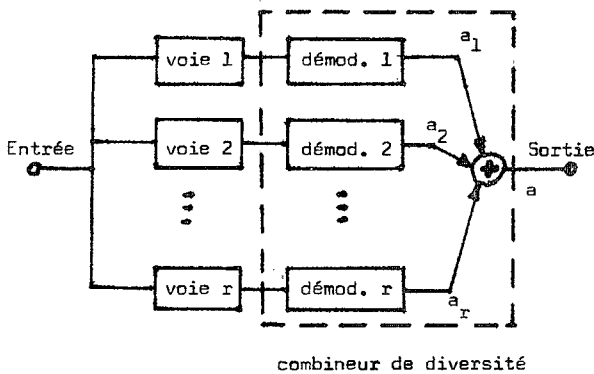 voie 1
démod. 1
a1
Entrée
voie 2
démod. 2
a2
+
Sortie
a
voie r
démod. r
ar
combineur de diversité